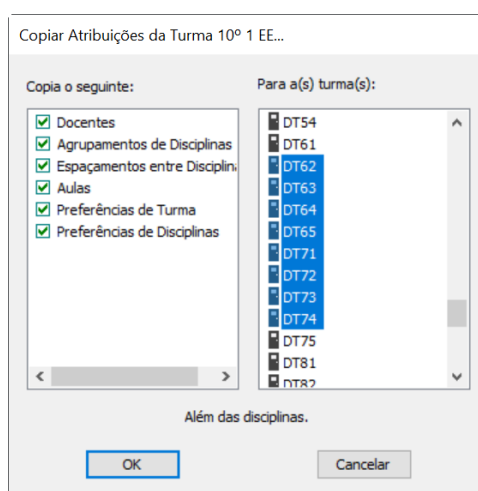 Copiar Atribuições da Turma 10º 1 EE...
Copia o seguinte:
Docentes
Agrupamentos de Disciplinas
Espaçamentos entre Disciplin
Aulas
Preferências de Turma
Preferências de Disciplinas
Para a(s) turma(s):
DT54
DT61
DT62
DT63
DT64
DT65
DT71
DT72
DT73
DT74
DT75
DT81
DT82
Além das disciplinas.
OK
Cancelar